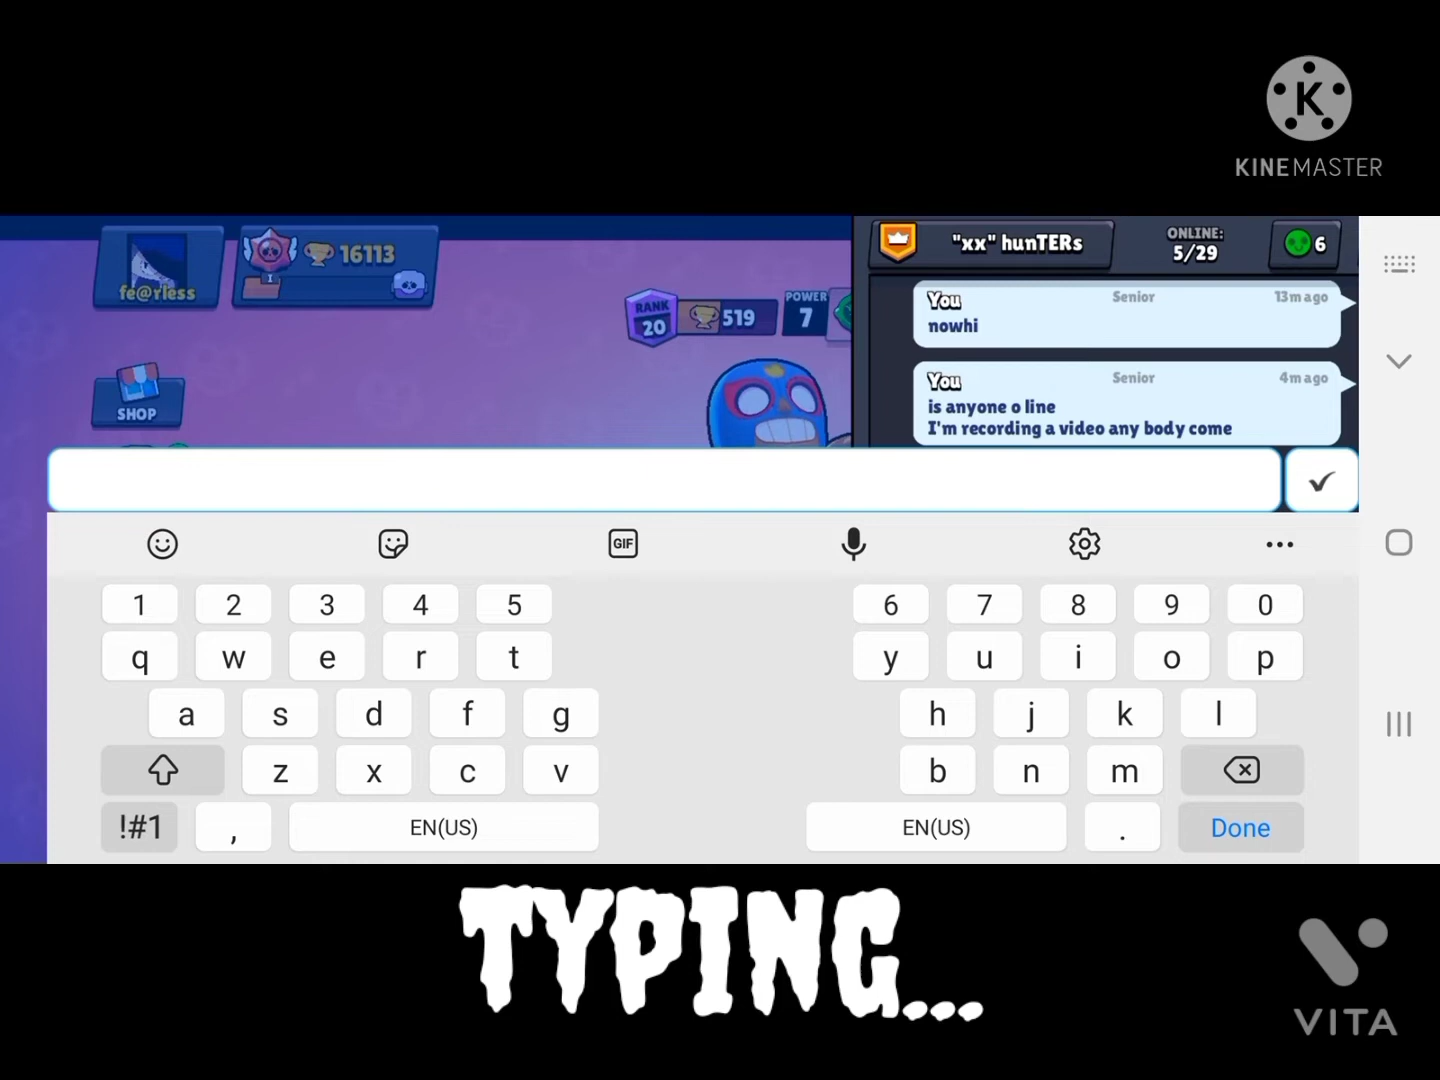 K
KINEMASTER
fe@rless
16113
I
RANK
20
519
POWER
7
SHOP
"xx" hunTERs
ONLINE:
5/29
6
You Senior 13m ago
nowhi
You Senior 4m ago
is anyone o line
I'm recording a video any body come
GIF
1 2 3 4 5 6 7 8 9 0
q w e r t y u i o p
a s d f g h j k l
z x c v b n m
!#1 , EN(US) EN(US) . Done
TYPING...
VITA